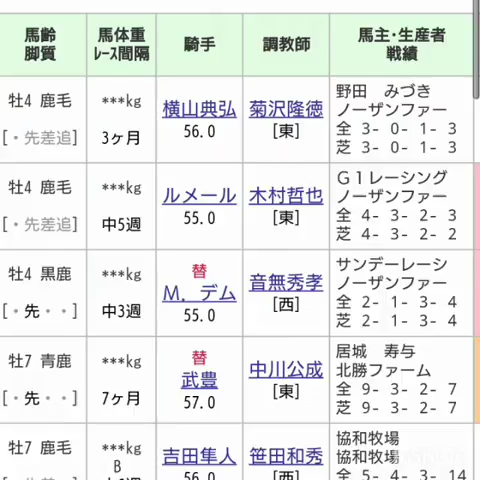 馬齢 馬体重 騎手 調教師 馬主・生産者
脚質 ﾚｰｽ間隔 戦績
牡4 鹿毛 ***kg 横山典弘 菊沢隆徳 野田 みづき
ノーザンファー
[・先差追] 3ヶ月 56.0 [東] 全 3- 0- 1- 3
芝 3- 0- 1- 3
牡4 鹿毛 ***kg ルメール 木村哲也 Ｇ１レーシング
ノーザンファー
[・先差追] 中5週 55.0 [東] 全 4- 3- 2- 3
芝 4- 3- 2- 2
牡4 黒鹿 ***kg 替 音無秀孝 サンデーレーシ
Ｍ．デム ノーザンファー
[・先・・] 中3週 55.0 [西] 全 2- 1- 3- 4
芝 2- 1- 3- 4
牡7 青鹿 ***kg 替 中川公成 居城 寿与
武豊 北勝ファーム
[・先・・] 7ヶ月 57.0 [東] 全 9- 3- 2- 7
芝 9- 3- 2- 7
牡7 鹿毛 ***kg 吉田隼人 笹田和秀 協和牧場
B 協和牧場
56.0 [西] 全 5- 4- 3- 14